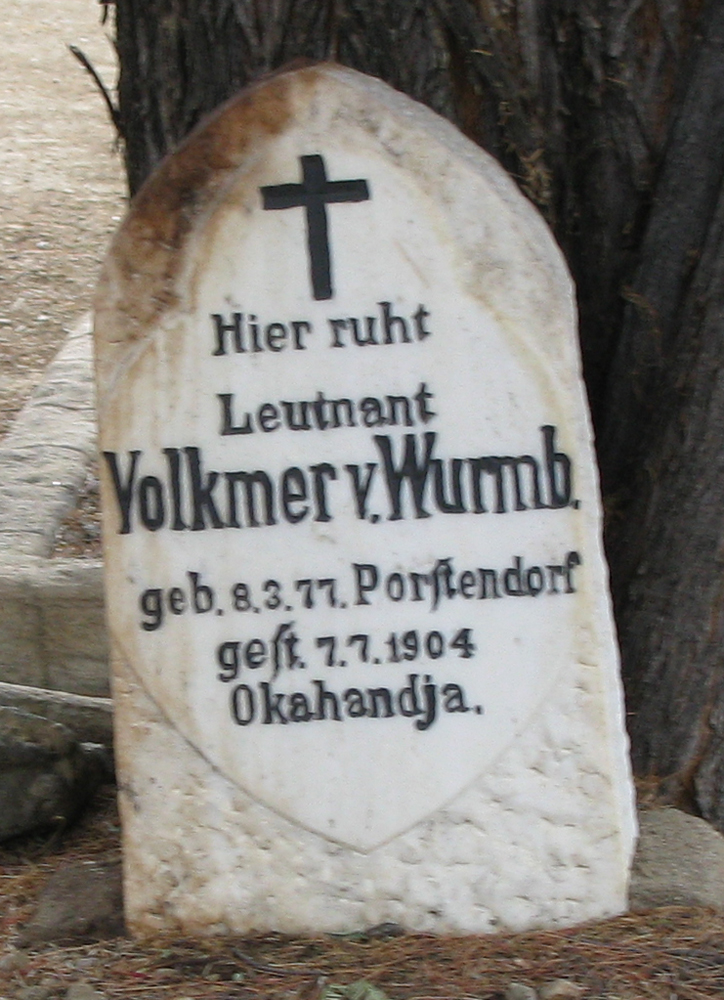 Hier ruht
Leutnant
Volkmer v. Wurmb.
geb. 8.3.77. Porſtendorf
geſt. 7.7.1904
Okahandja.